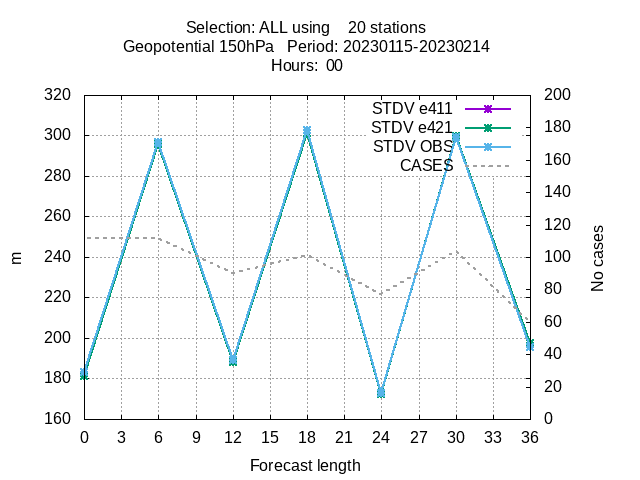 Selection: ALL using    20 stations
Geopotential 150hPa   Period: 20230115-20230214
Hours:  00
320
300
280
260
240
220
200
180
160
m
200
180
160
140
120
100
80
60
40
20
0
No cases
STDV e411
STDV e421
STDV OBS
CASES
0 3 6 9 12 15 18 21 24 27 30 33 36
Forecast length